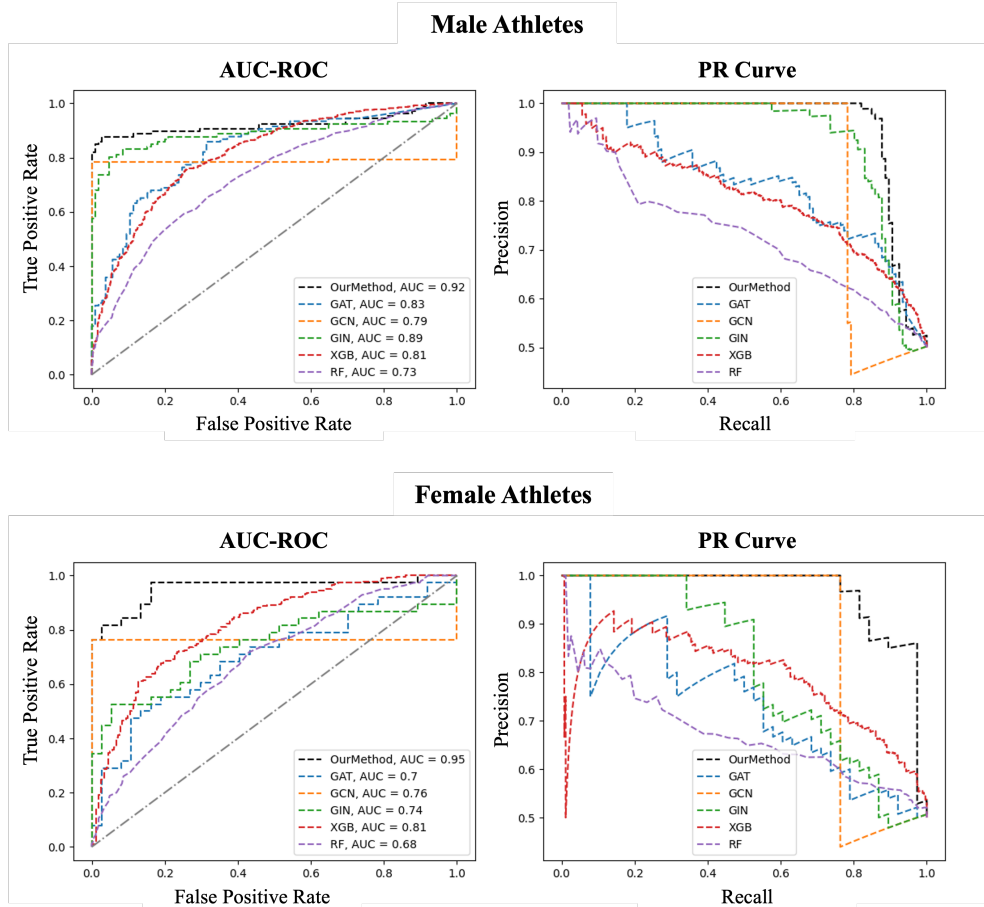 Male Athletes
AUC-ROC
True Positive Rate
1.0
0.8
0.6
0.4
0.2
0.0
OurMethod, AUC = 0.92
GAT, AUC = 0.83
GCN, AUC = 0.79
GIN, AUC = 0.89
XGB, AUC = 0.81
RF, AUC = 0.73
0.0 0.2 0.4 0.6 0.8 1.0
False Positive Rate
PR Curve
Precision
1.0
0.9
0.8
0.7
0.6
0.5
OurMethod
GAT
GCN
GIN
XGB
RF
0.0 0.2 0.4 0.6 0.8 1.0
Recall
Female Athletes
AUC-ROC
True Positive Rate
1.0
0.8
0.6
0.4
0.2
0.0
OurMethod, AUC = 0.95
GAT, AUC = 0.7
GCN, AUC = 0.76
GIN, AUC = 0.74
XGB, AUC = 0.81
RF, AUC = 0.68
0.0 0.2 0.4 0.6 0.8 1.0
False Positive Rate
PR Curve
Precision
1.0
0.9
0.8
0.7
0.6
0.5
OurMethod
GAT
GCN
GIN
XGB
RF
0.0 0.2 0.4 0.6 0.8 1.0
Recall